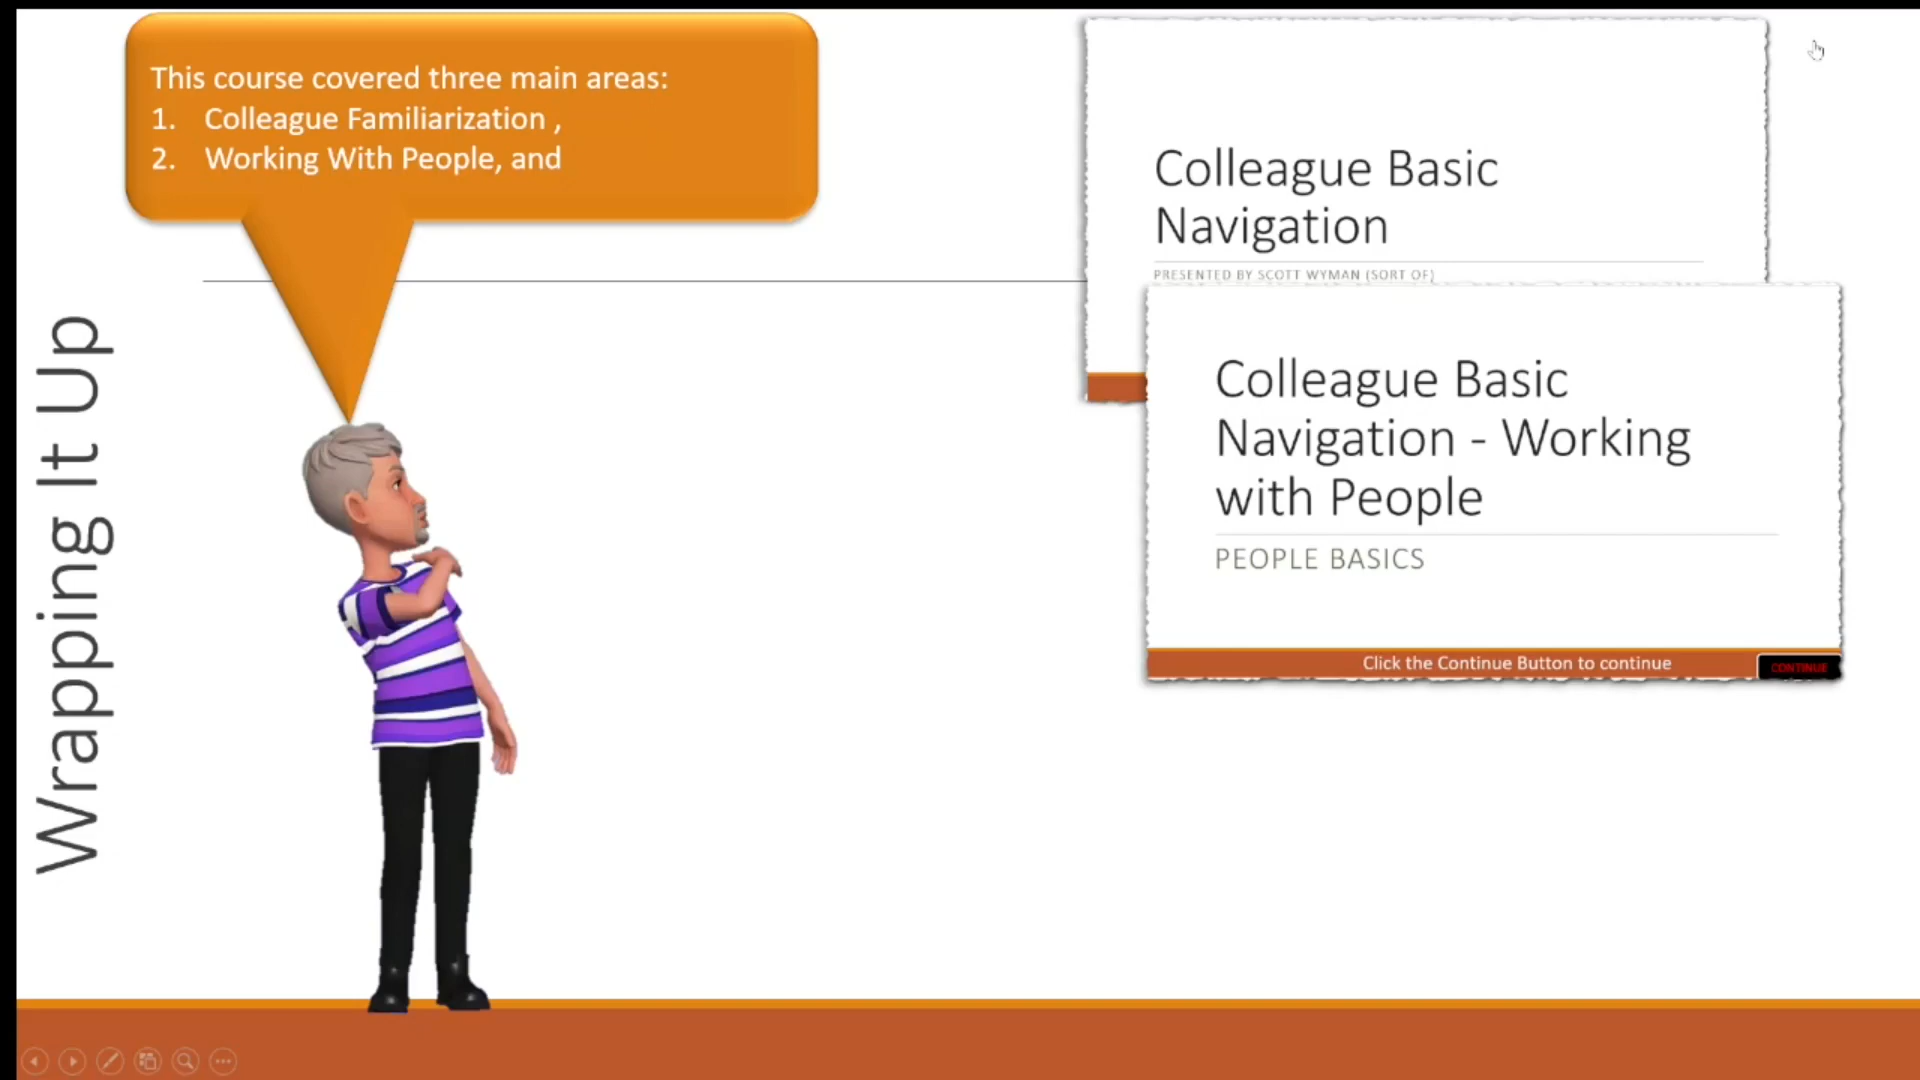 This course covered three main areas:
1. Colleague Familiarization ,
2. Working With People, and
Wrapping It Up
Colleague Basic
Navigation
PRESENTED BY SCOTT WYMAN (SORT OF)
Colleague Basic
Navigation - Working
with People
PEOPLE BASICS
Click the Continue Button to continue
CONTINUE